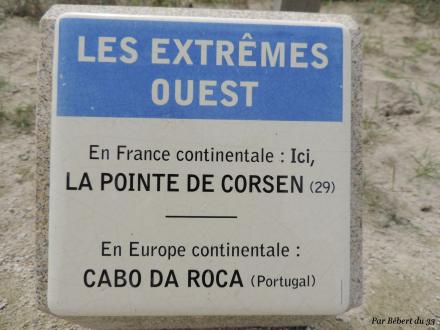 LES EXTRÊMES
OUEST
En France continentale : Ici,
LA POINTE DE CORSEN (29)
En Europe continentale :
CABO DA ROCA (Portugal)
Par Bébert du 33